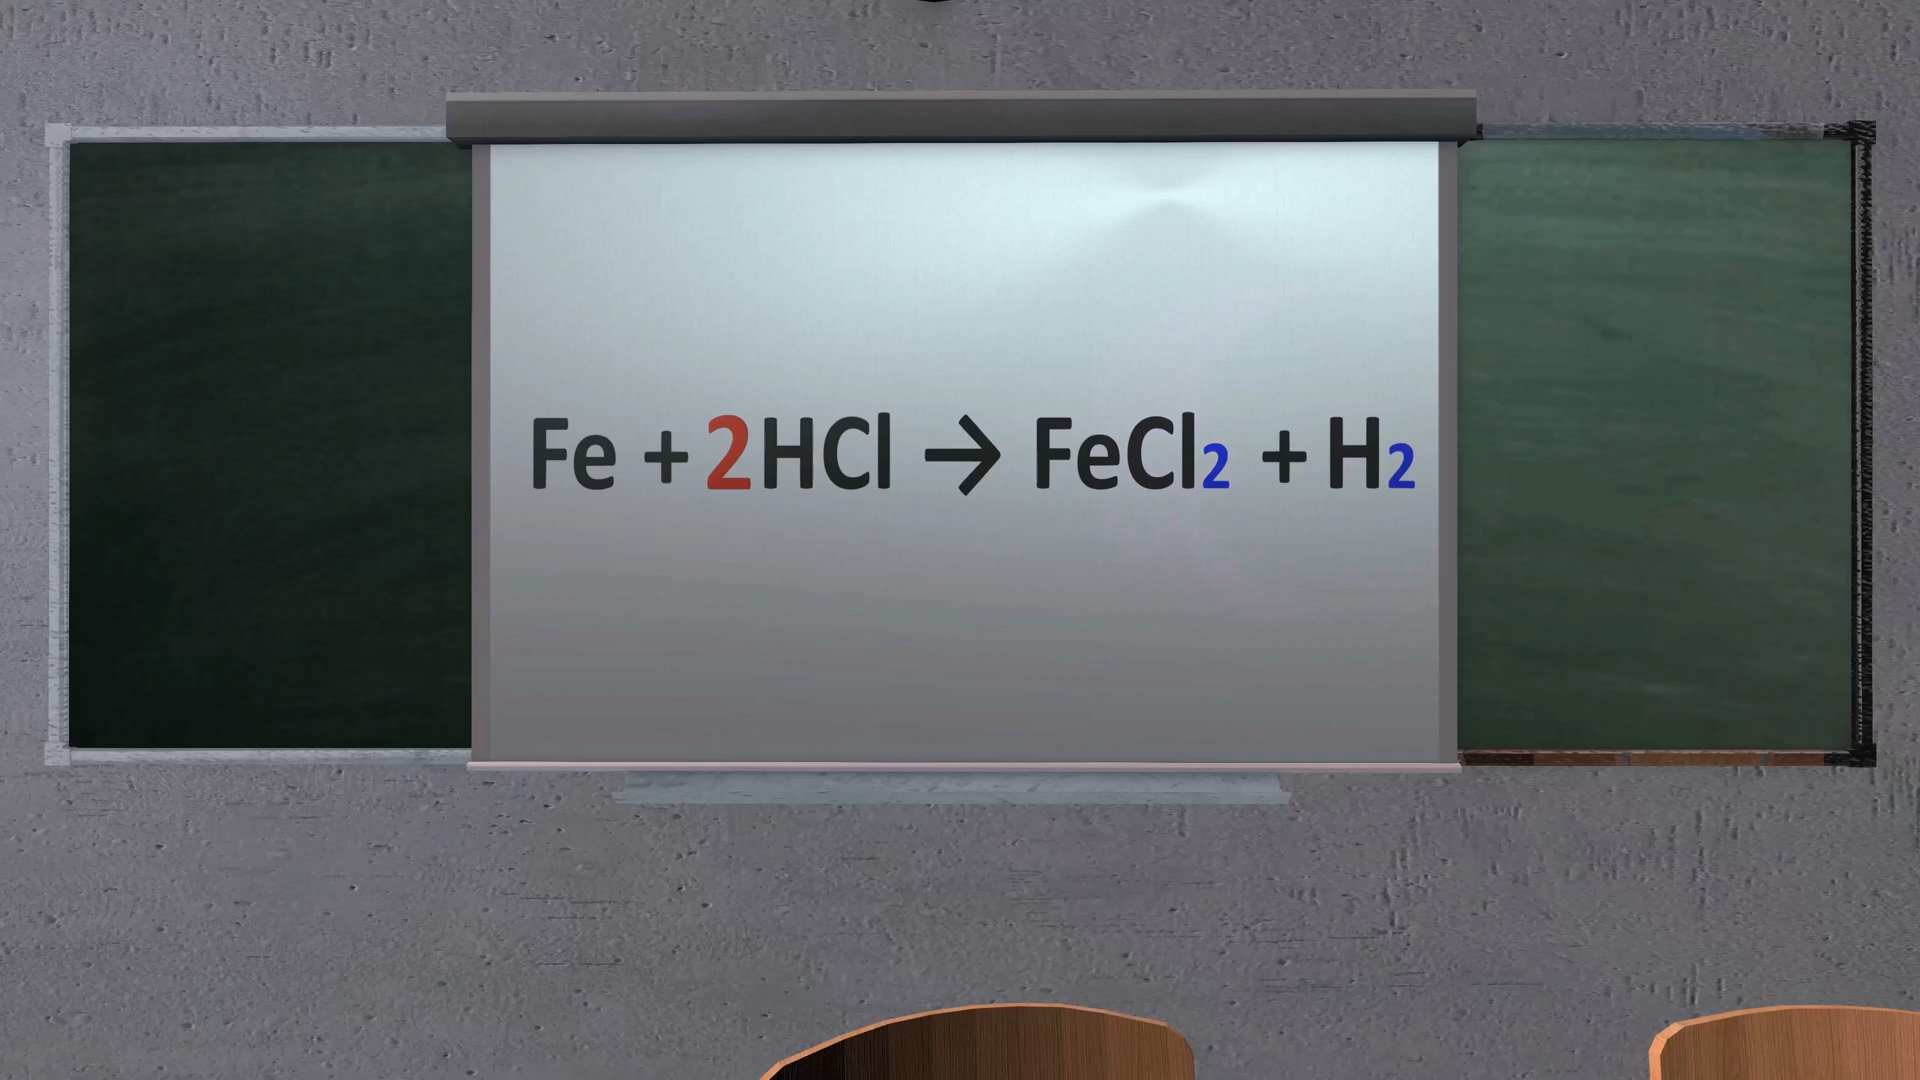 Fe + 2HCl → FeCl₂ + H₂